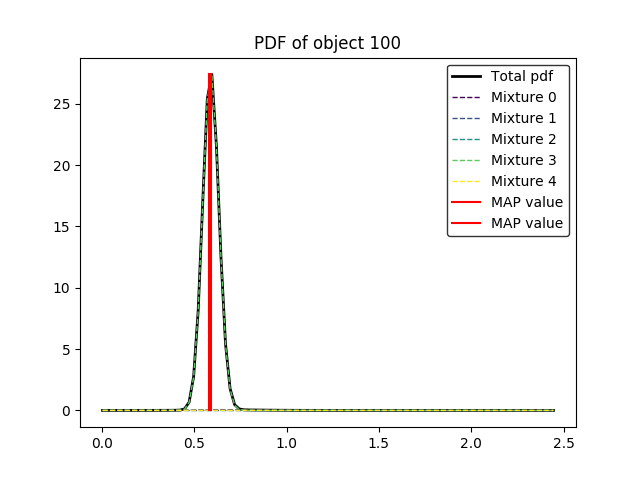 PDF of object 100
Total pdf
Mixture 0
Mixture 1
Mixture 2
Mixture 3
Mixture 4
MAP value
MAP value
25
20
15
10
5
0
0.0 0.5 1.0 1.5 2.0 2.5